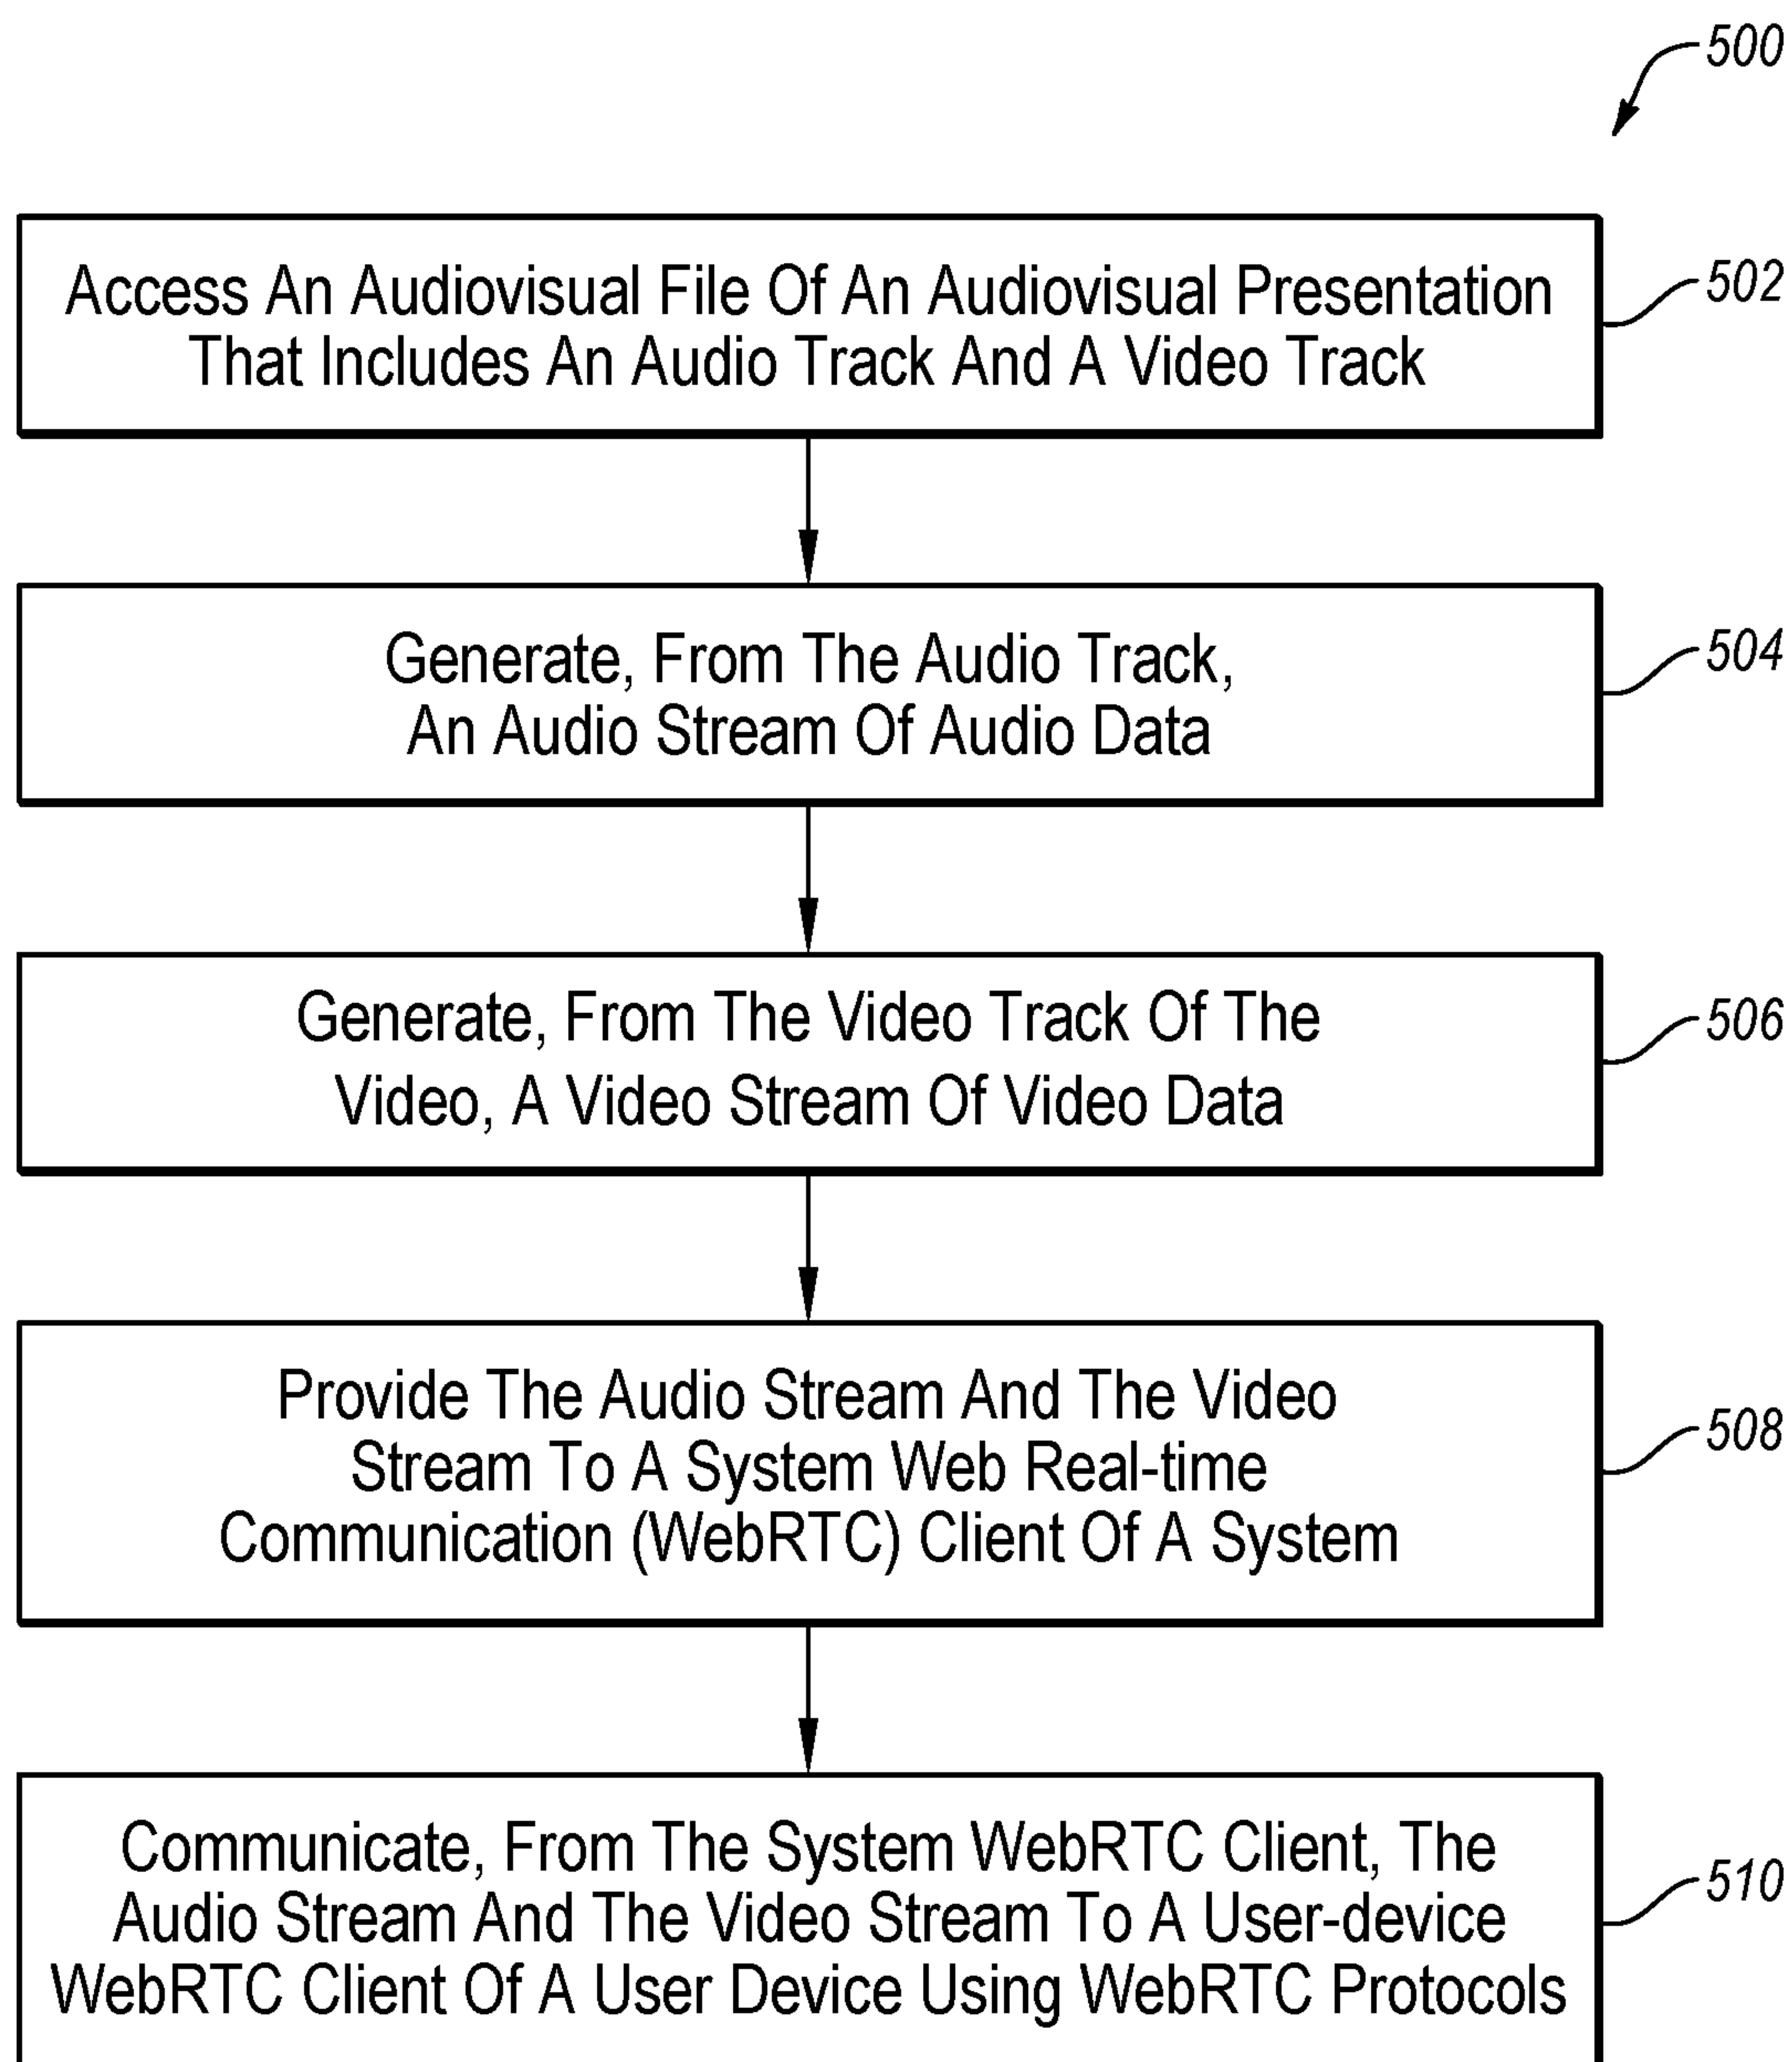 500
Access An Audiovisual File Of An Audiovisual Presentation
That Includes An Audio Track And A Video Track
502
Generate, From The Audio Track,
An Audio Stream Of Audio Data
504
Generate, From The Video Track Of The
Video, A Video Stream Of Video Data
506
Provide The Audio Stream And The Video
Stream To A System Web Real-time
Communication (WebRTC) Client Of A System
508
Communicate, From The System WebRTC Client, The
Audio Stream And The Video Stream To A User-device
WebRTC Client Of A User Device Using WebRTC Protocols
510